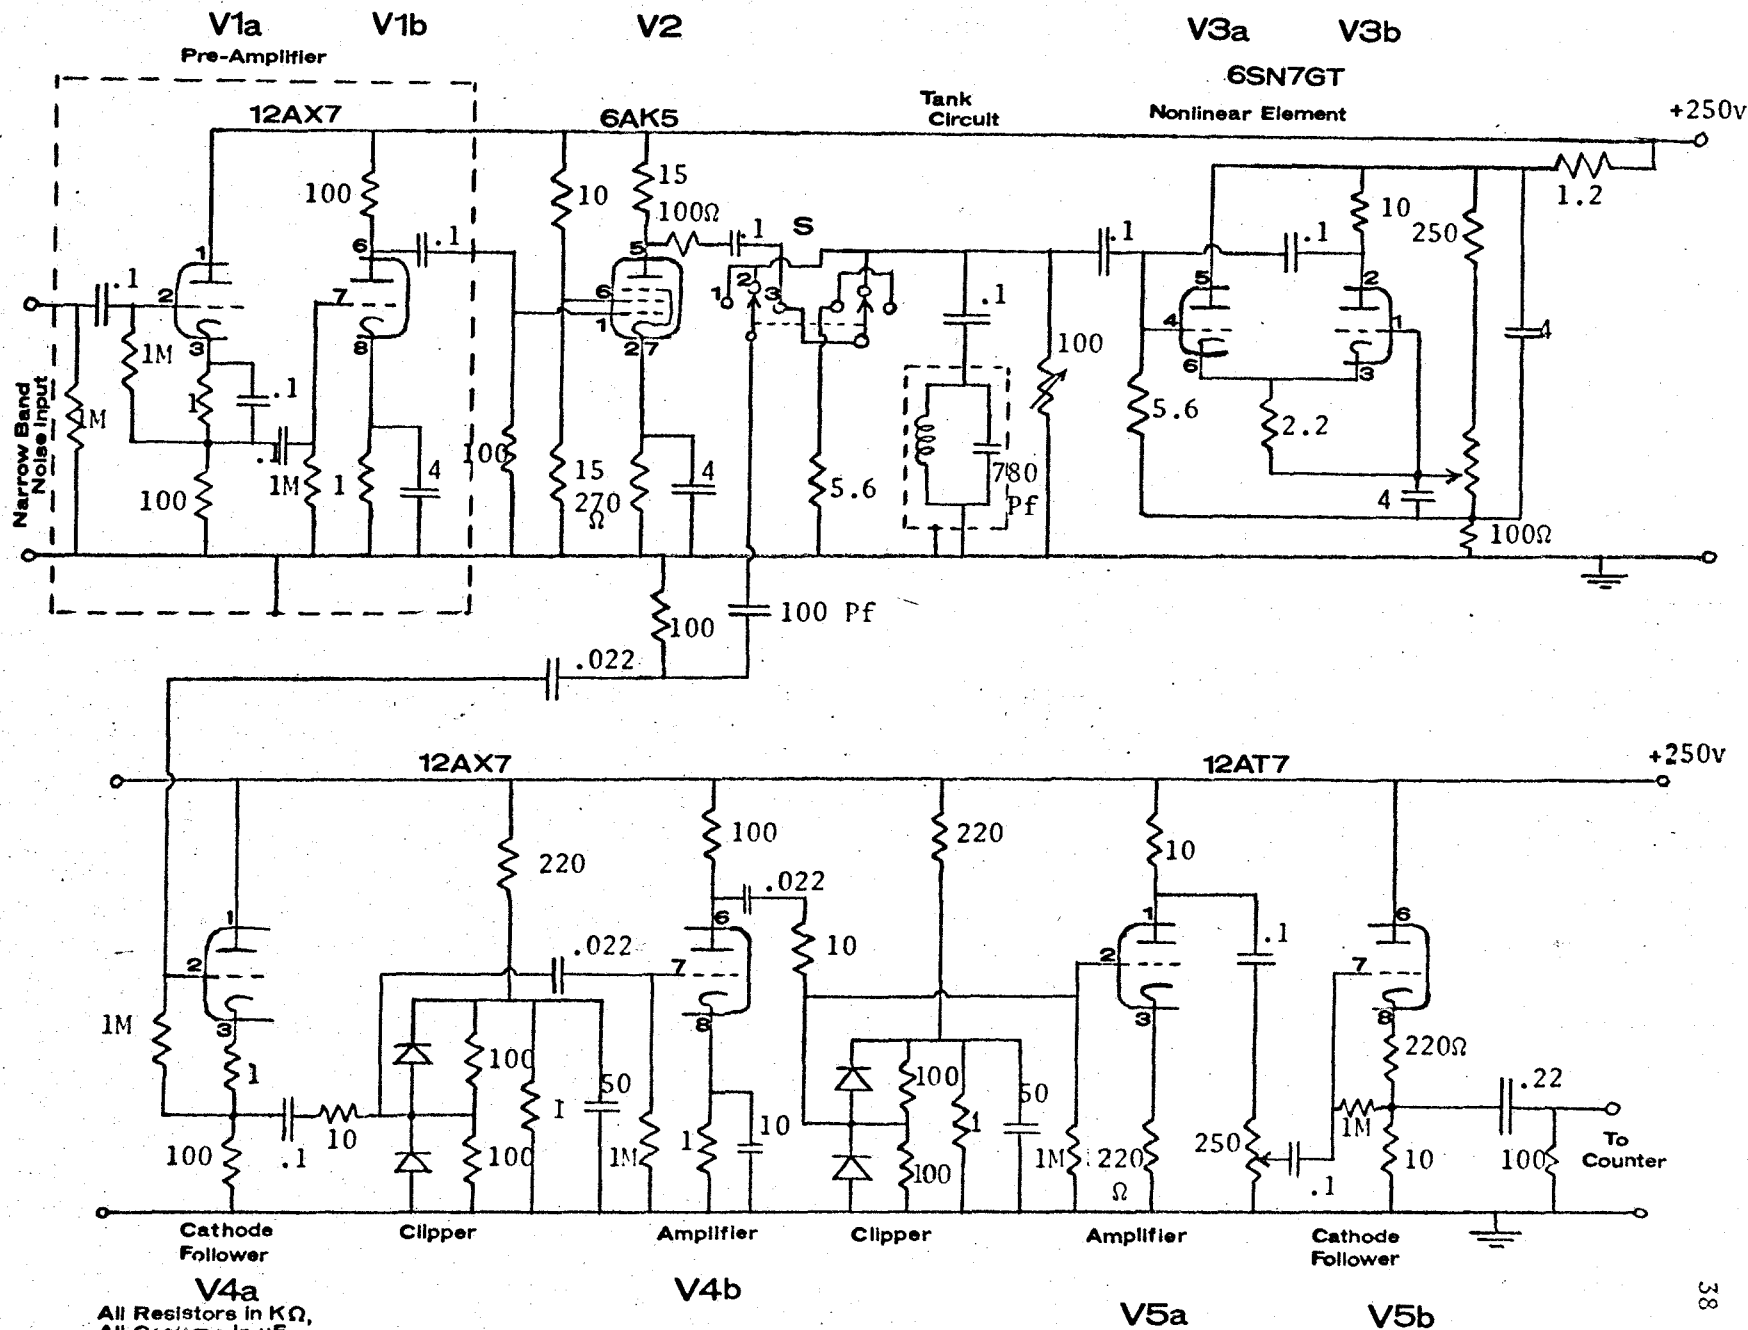 V1a
V1b
V2
V3a
V3b
Pre-Amplifier
6SN7GT
12AX7
6AK5
Tank
Circuit
Nonlinear Element
+250v
100
10
15
100Ω
.1
S
.1
.1
.1
10
250
1.2
1
6
5
2
3
1
5
2
.1
2
7
6
1
4
1
3
8
2 7
6
3
1M
1M
1
.1
.1
100
1M
1
4
100
15
270
Ω
5.6
.1
780
Pf
100
5.6
2.2
4
4
100Ω
Narrow Band
Noise Input
100
100 Pf
.022
12AX7
12AT7
+250v
220
100
220
10
.022
1
6
1
6
.022
10
.1
2
7
2
7
3
8
3
8
1M
1
100
50
100
50
220Ω
.22
I
1M
1
10
1
1M
220
Ω
250
1M
100
.1
10
100
100
.1
10
100
To
Counter
Cathode
Follower
Clipper
Amplifier
Clipper
Amplifier
Cathode
Follower
V4a
V4b
V5a
V5b
All Resistors in KΩ,
38